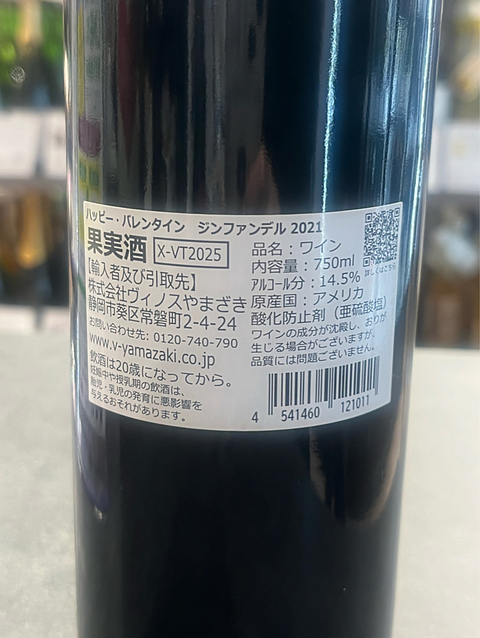 ハッピー・バレンタイン ジンファンデル 2021
果実酒 X-VT2025
【輸入者及び引取先】
株式会社ヴィノスやまざき
静岡市葵区常磐町2-4-24
お問い合わせ先: 0120-740-790
www.v-yamazaki.co.jp
飲酒は20歳になってから。
妊娠中や授乳期の飲酒は、
胎児・乳児の発育に悪影響を
与えるおそれがあります。
品名：ワイン
内容量：750ml
アルコール分：14.5%
原産国：アメリカ
酸化防止剤（亜硫酸塩）
ワインの成分が沈殿し、おりが
生じる場合がございますが、
品質には問題ございません。
詳しくはこちら
4 541460 121011